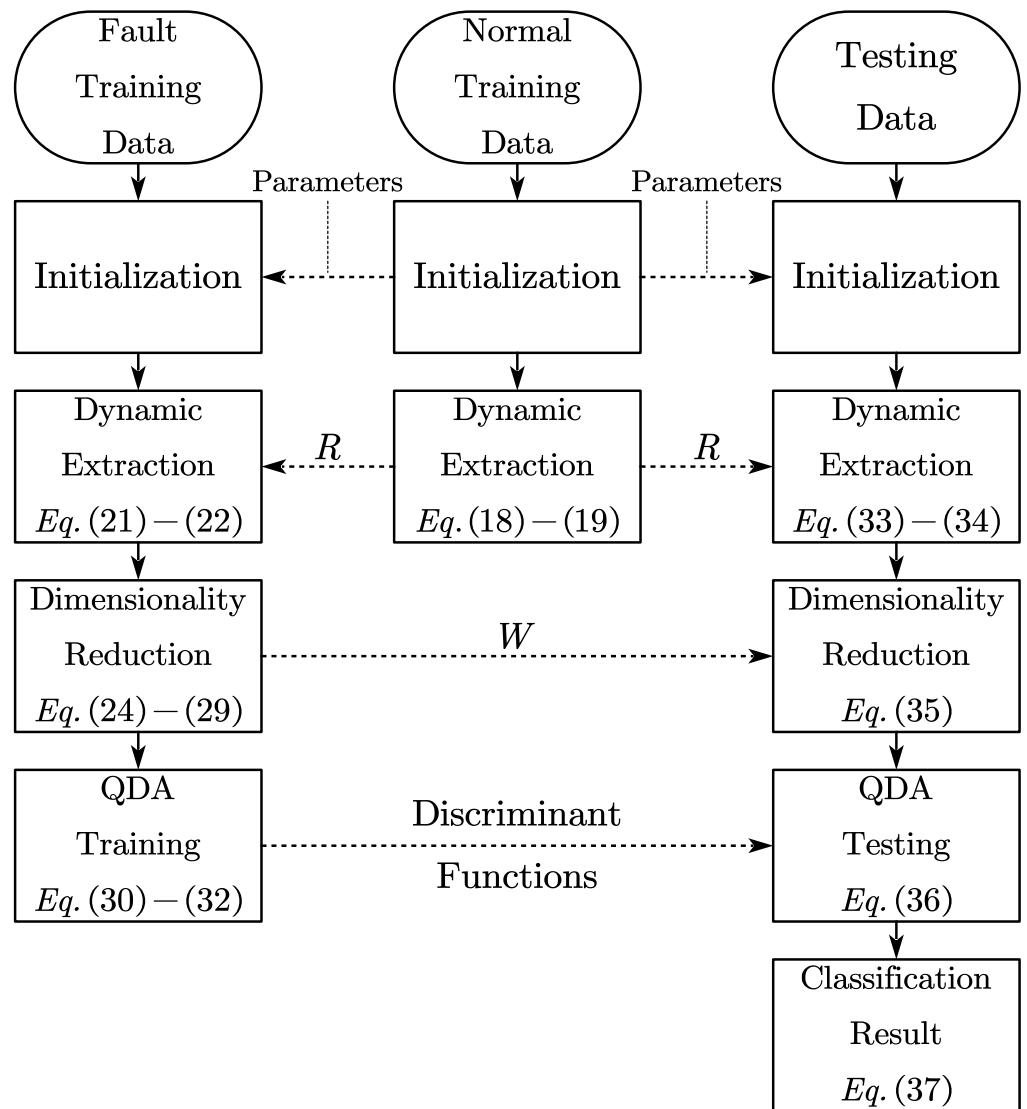 Fault
Training
Data
Normal
Training
Data
Testing
Data
Parameters
Parameters
Initialization
Initialization
Initialization
Dynamic
Extraction
Eq. (21) – (22)
R
Dynamic
Extraction
Eq. (18) – (19)
R
Dynamic
Extraction
Eq. (33) – (34)
Dimensionality
Reduction
Eq. (24) – (29)
W
Dimensionality
Reduction
Eq. (35)
QDA
Training
Eq. (30) – (32)
Discriminant
Functions
QDA
Testing
Eq. (36)
Classification
Result
Eq. (37)